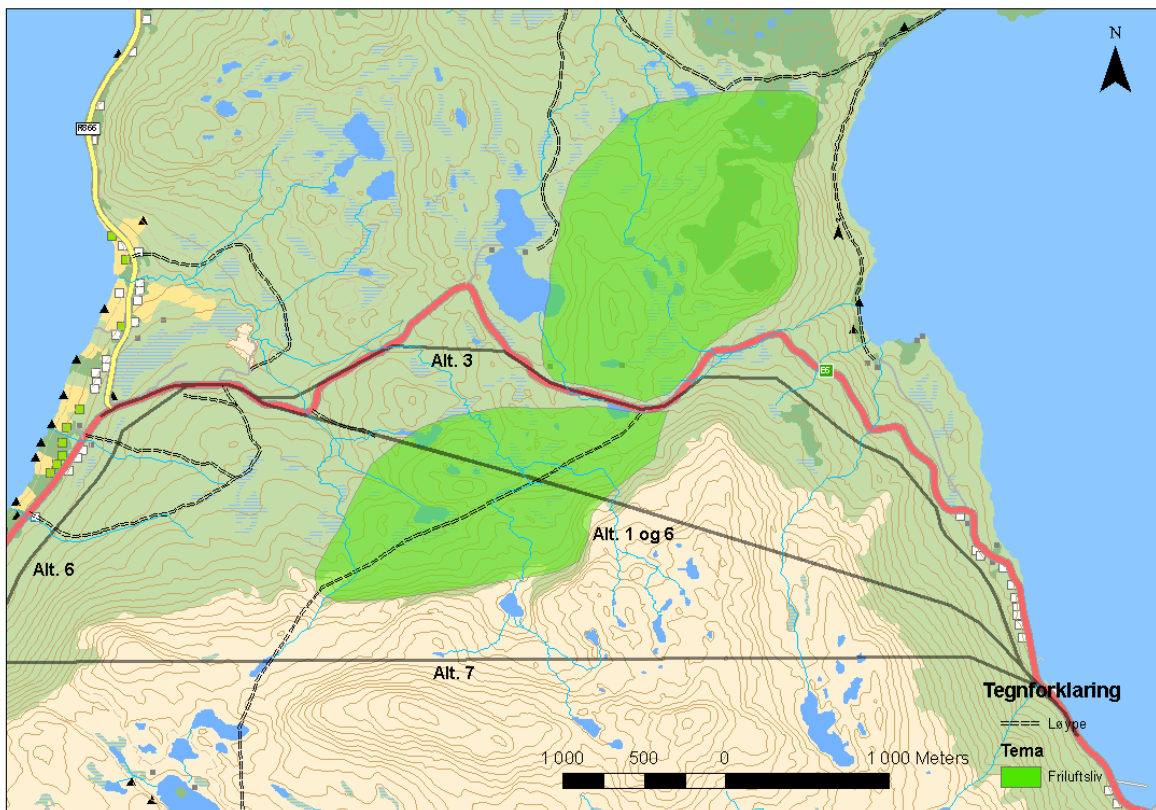 N
R866
Alt. 3
E6
Alt. 1 og 6
Alt. 6
Alt. 7
Tegnforklaring
Løype
Tema
Friluftsliv
1 000 500 0 1 000 Meters